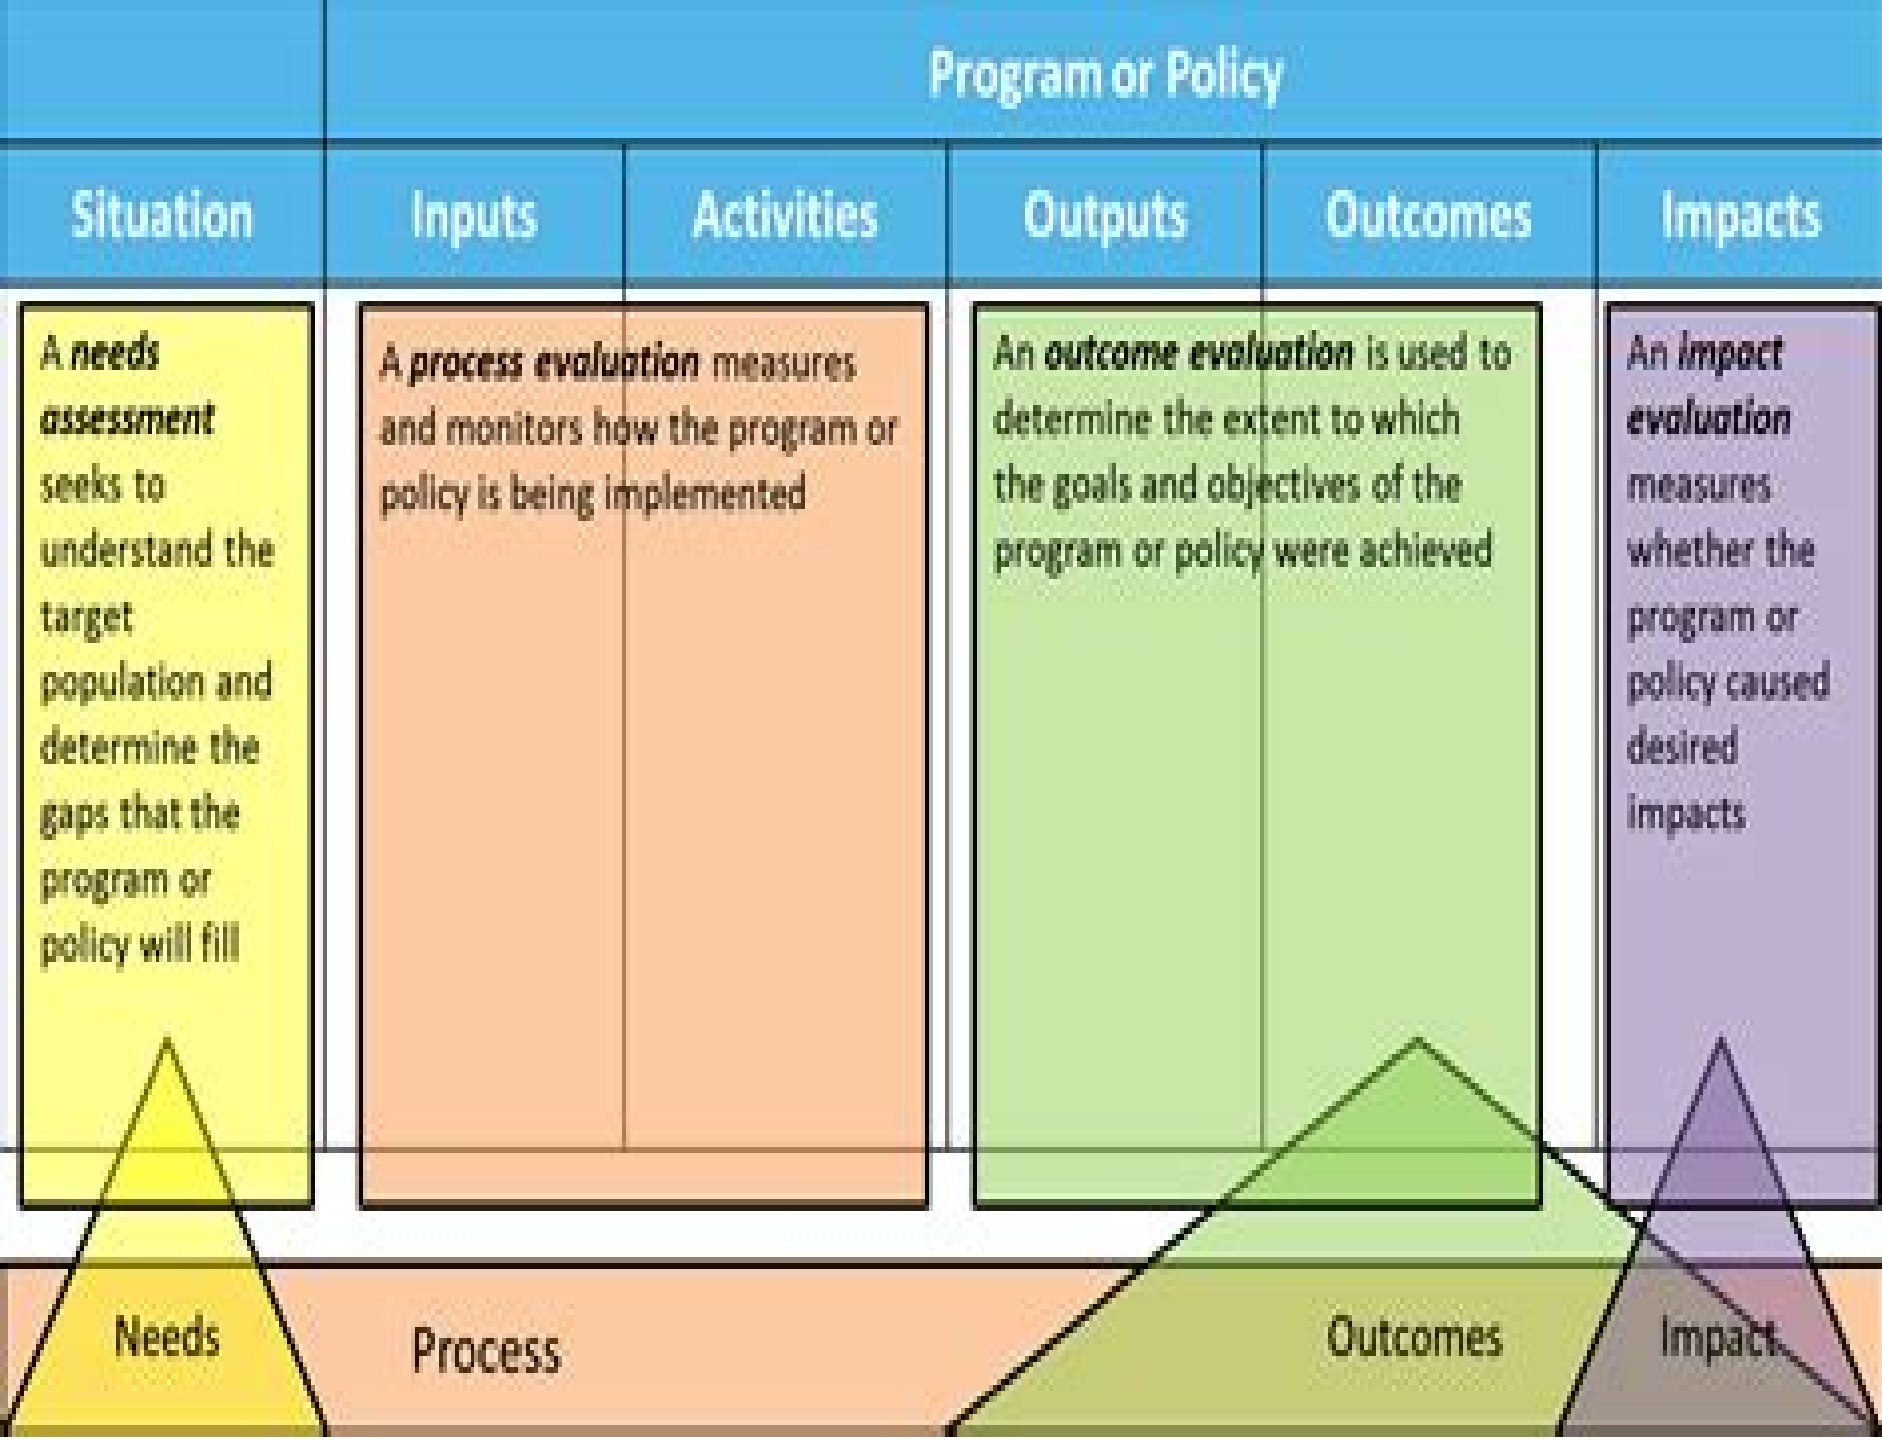 Program or Policy
Situation
Inputs
Activities
Outputs
Outcomes
Impacts
A needs
assessment
seeks to
understand the
target
population and
determine the
gaps that the
program or
policy will fill
A process evaluation measures
and monitors how the program or
policy is being implemented
An outcome evaluation is used to
determine the extent to which
the goals and objectives of the
program or policy were achieved
An impact
evaluation
measures
whether the
program or
policy caused
desired
impacts
Needs
Process
Outcomes
Impact